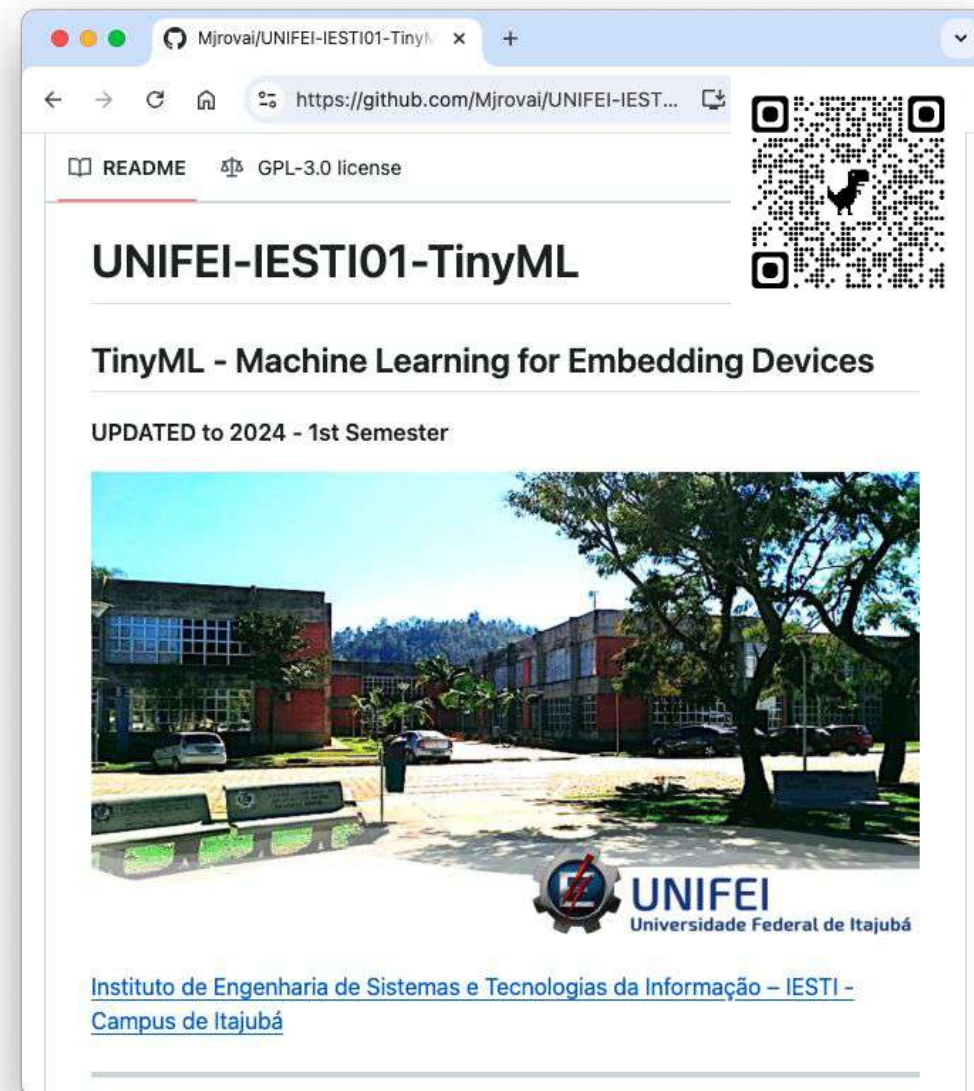 Mjrovai/UNIFEI-IESTI01-Tiny
https://github.com/Mjrovai/UNIFEI-IEST...
README
GPL-3.0 license
UNIFEI-IESTI01-TinyML
TinyML - Machine Learning for Embedding Devices
UPDATED to 2024 - 1st Semester
UNIFEI
Universidade Federal de Itajubá
Instituto de Engenharia de Sistemas e Tecnologias da Informação – IESTI -
Campus de Itajubá